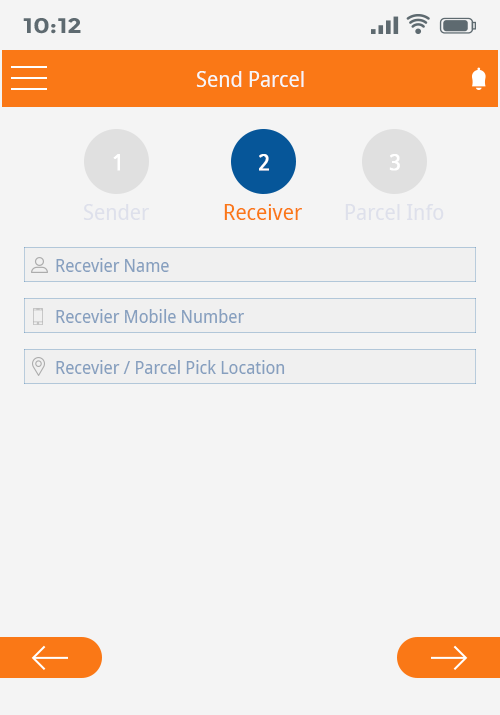 10:12
Send Parcel
1 2 3
Sender Receiver Parcel Info
Recevier Name
Recevier Mobile Number
Recevier / Parcel Pick Location